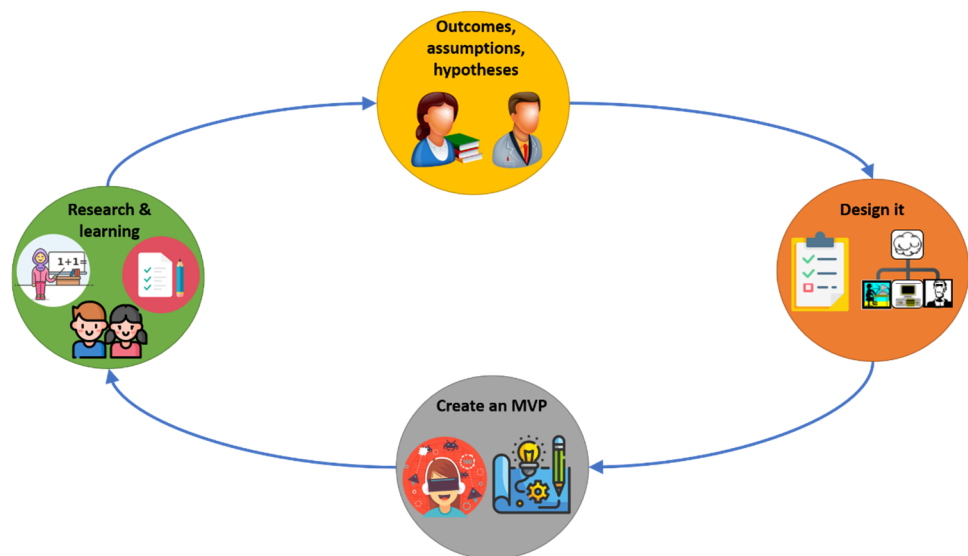 Outcomes,
assumptions,
hypotheses
Design it
Create an MVP
Research &
learning
1+1=